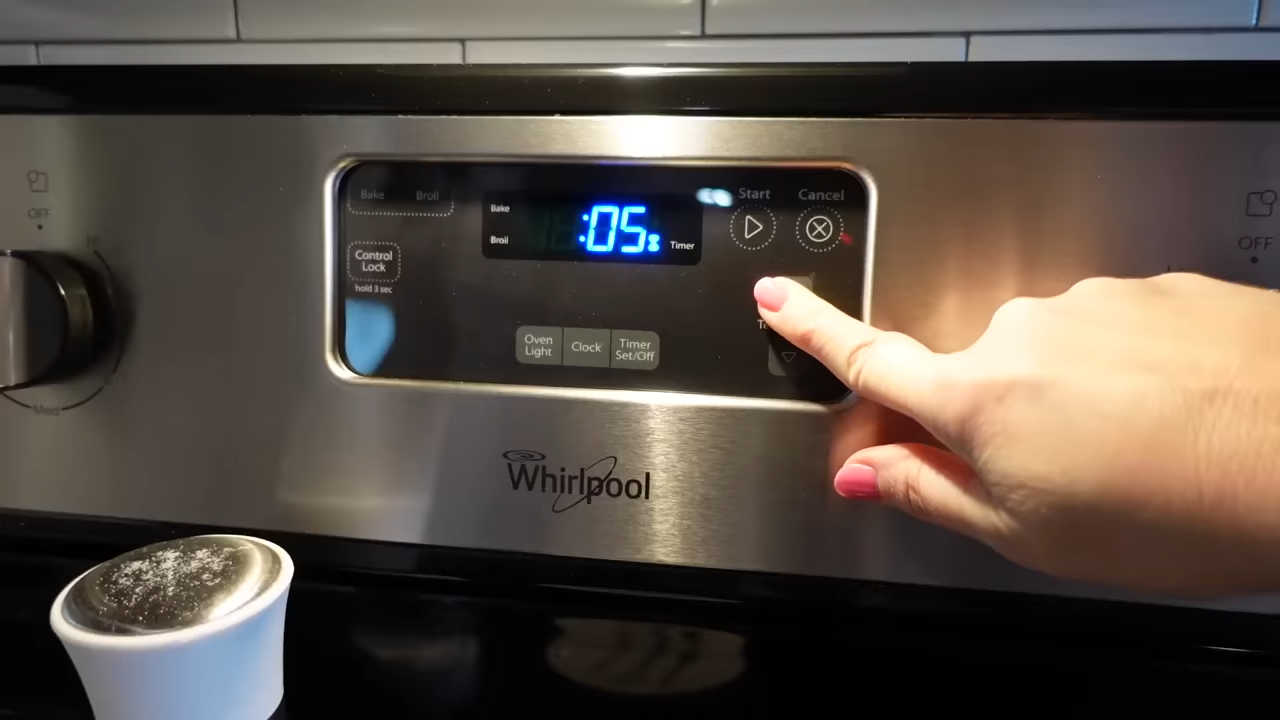 Bake Broil
Bake
Broil
:05
Timer
Start Cancel
Control
Lock
hold 3 sec
Oven
Light
Clock
Timer
Set/Off
OFF
Med
OFF
Whirlpool